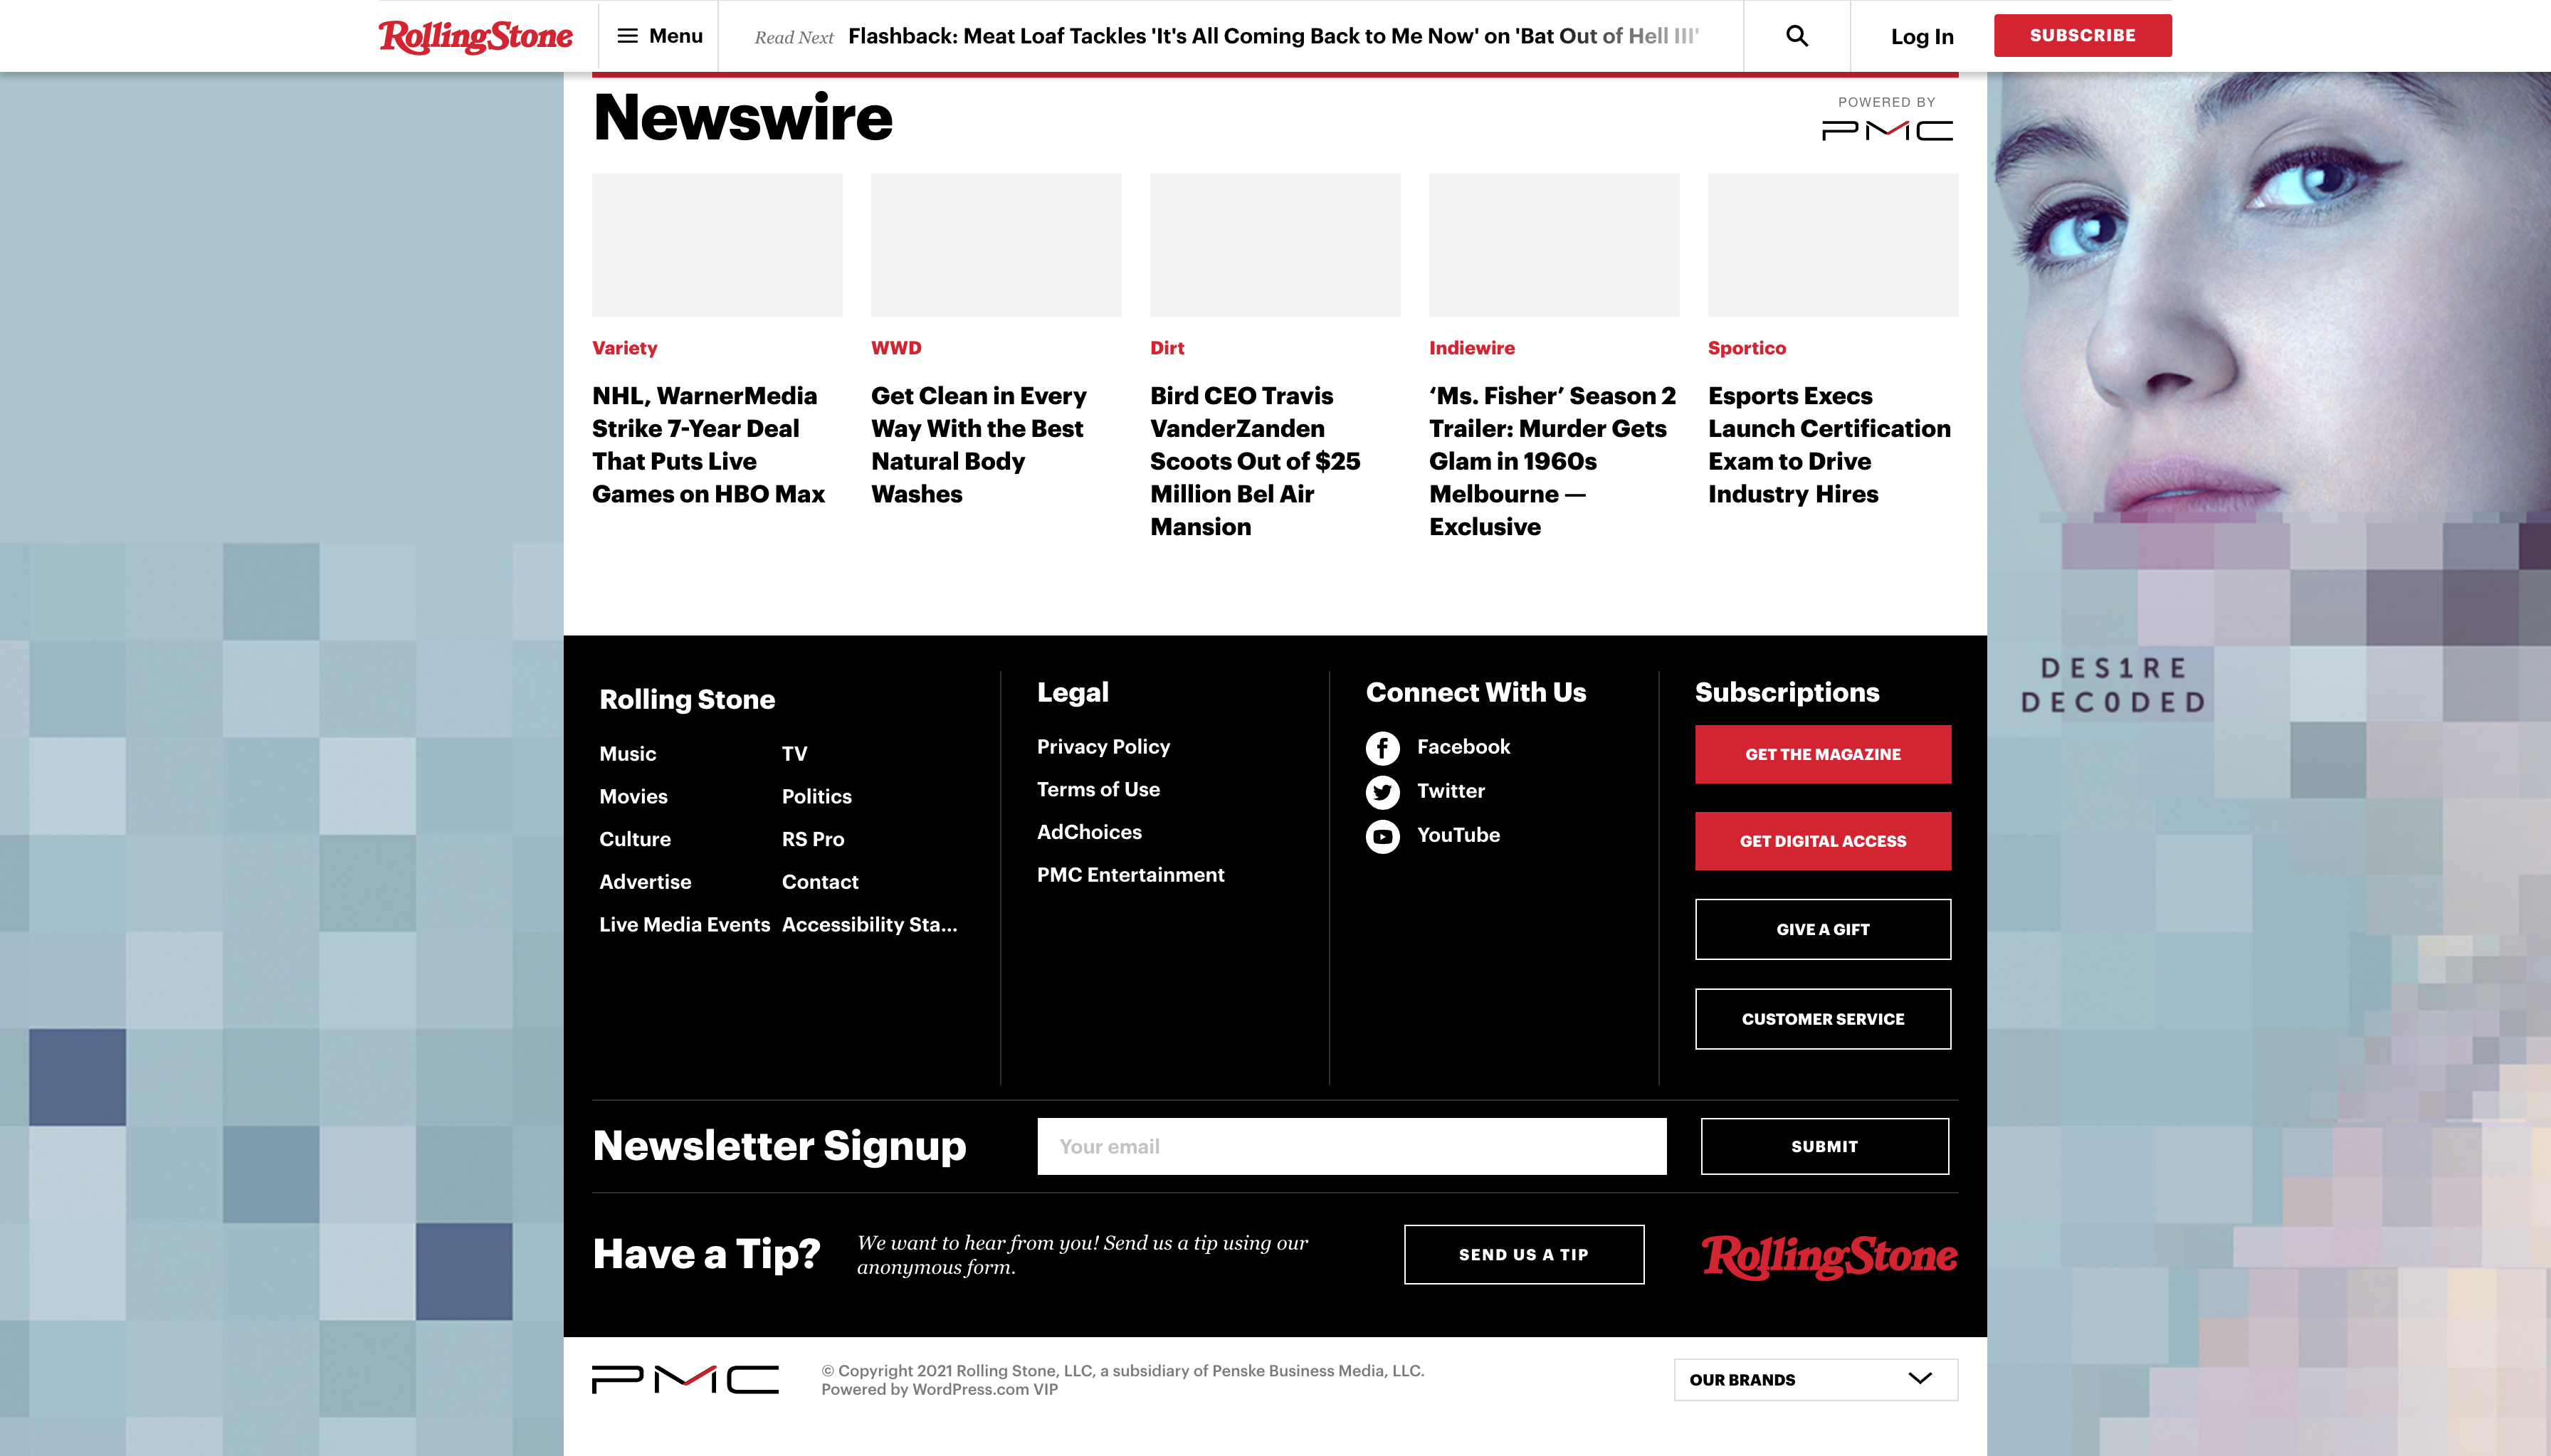 RollingStone
Menu
Read Next Flashback: Meat Loaf Tackles 'It's All Coming Back to Me Now' on 'Bat Out of Hell III'
Log In
SUBSCRIBE
Newswire
POWERED BY
PMC
Variety
NHL, WarnerMedia
Strike 7-Year Deal
That Puts Live
Games on HBO Max
WWD
Get Clean in Every
Way With the Best
Natural Body
Washes
Dirt
Bird CEO Travis
VanderZanden
Scoots Out of $25
Million Bel Air
Mansion
Indiewire
‘Ms. Fisher’ Season 2
Trailer: Murder Gets
Glam in 1960s
Melbourne —
Exclusive
Sportico
Esports Execs
Launch Certification
Exam to Drive
Industry Hires
DES1RE
DEC0DED
Rolling Stone
Music
TV
Movies
Politics
Culture
RS Pro
Advertise
Contact
Live Media Events
Accessibility Sta...
Legal
Privacy Policy
Terms of Use
AdChoices
PMC Entertainment
Connect With Us
Facebook
Twitter
YouTube
Subscriptions
GET THE MAGAZINE
GET DIGITAL ACCESS
GIVE A GIFT
CUSTOMER SERVICE
Newsletter Signup
Your email
SUBMIT
Have a Tip?
We want to hear from you! Send us a tip using our
anonymous form.
SEND US A TIP
RollingStone
PMC
© Copyright 2021 Rolling Stone, LLC, a subsidiary of Penske Business Media, LLC.
Powered by WordPress.com VIP
OUR BRANDS